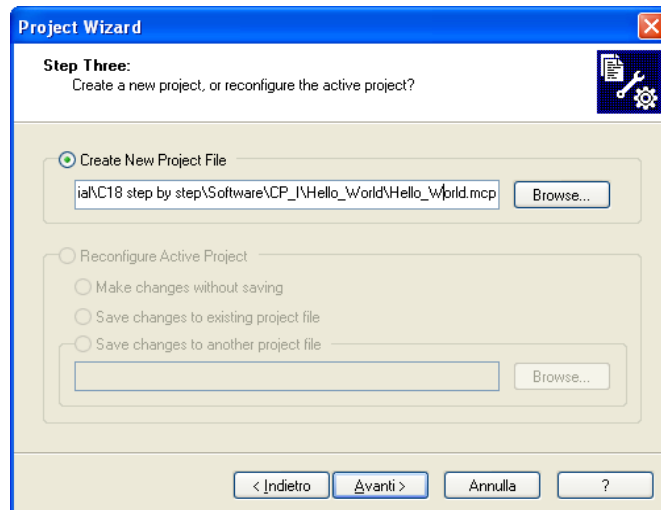 Project Wizard
Step Three:
Create a new project, or reconfigure the active project?
Create New Project File
ial\C18 step by step\Software\CP_I\Hello_World\Hello_World.mcp
Browse...
Reconfigure Active Project
Make changes without saving
Save changes to existing project file
Save changes to another project file
Browse...
< Indietro
Avanti >
Annulla
?